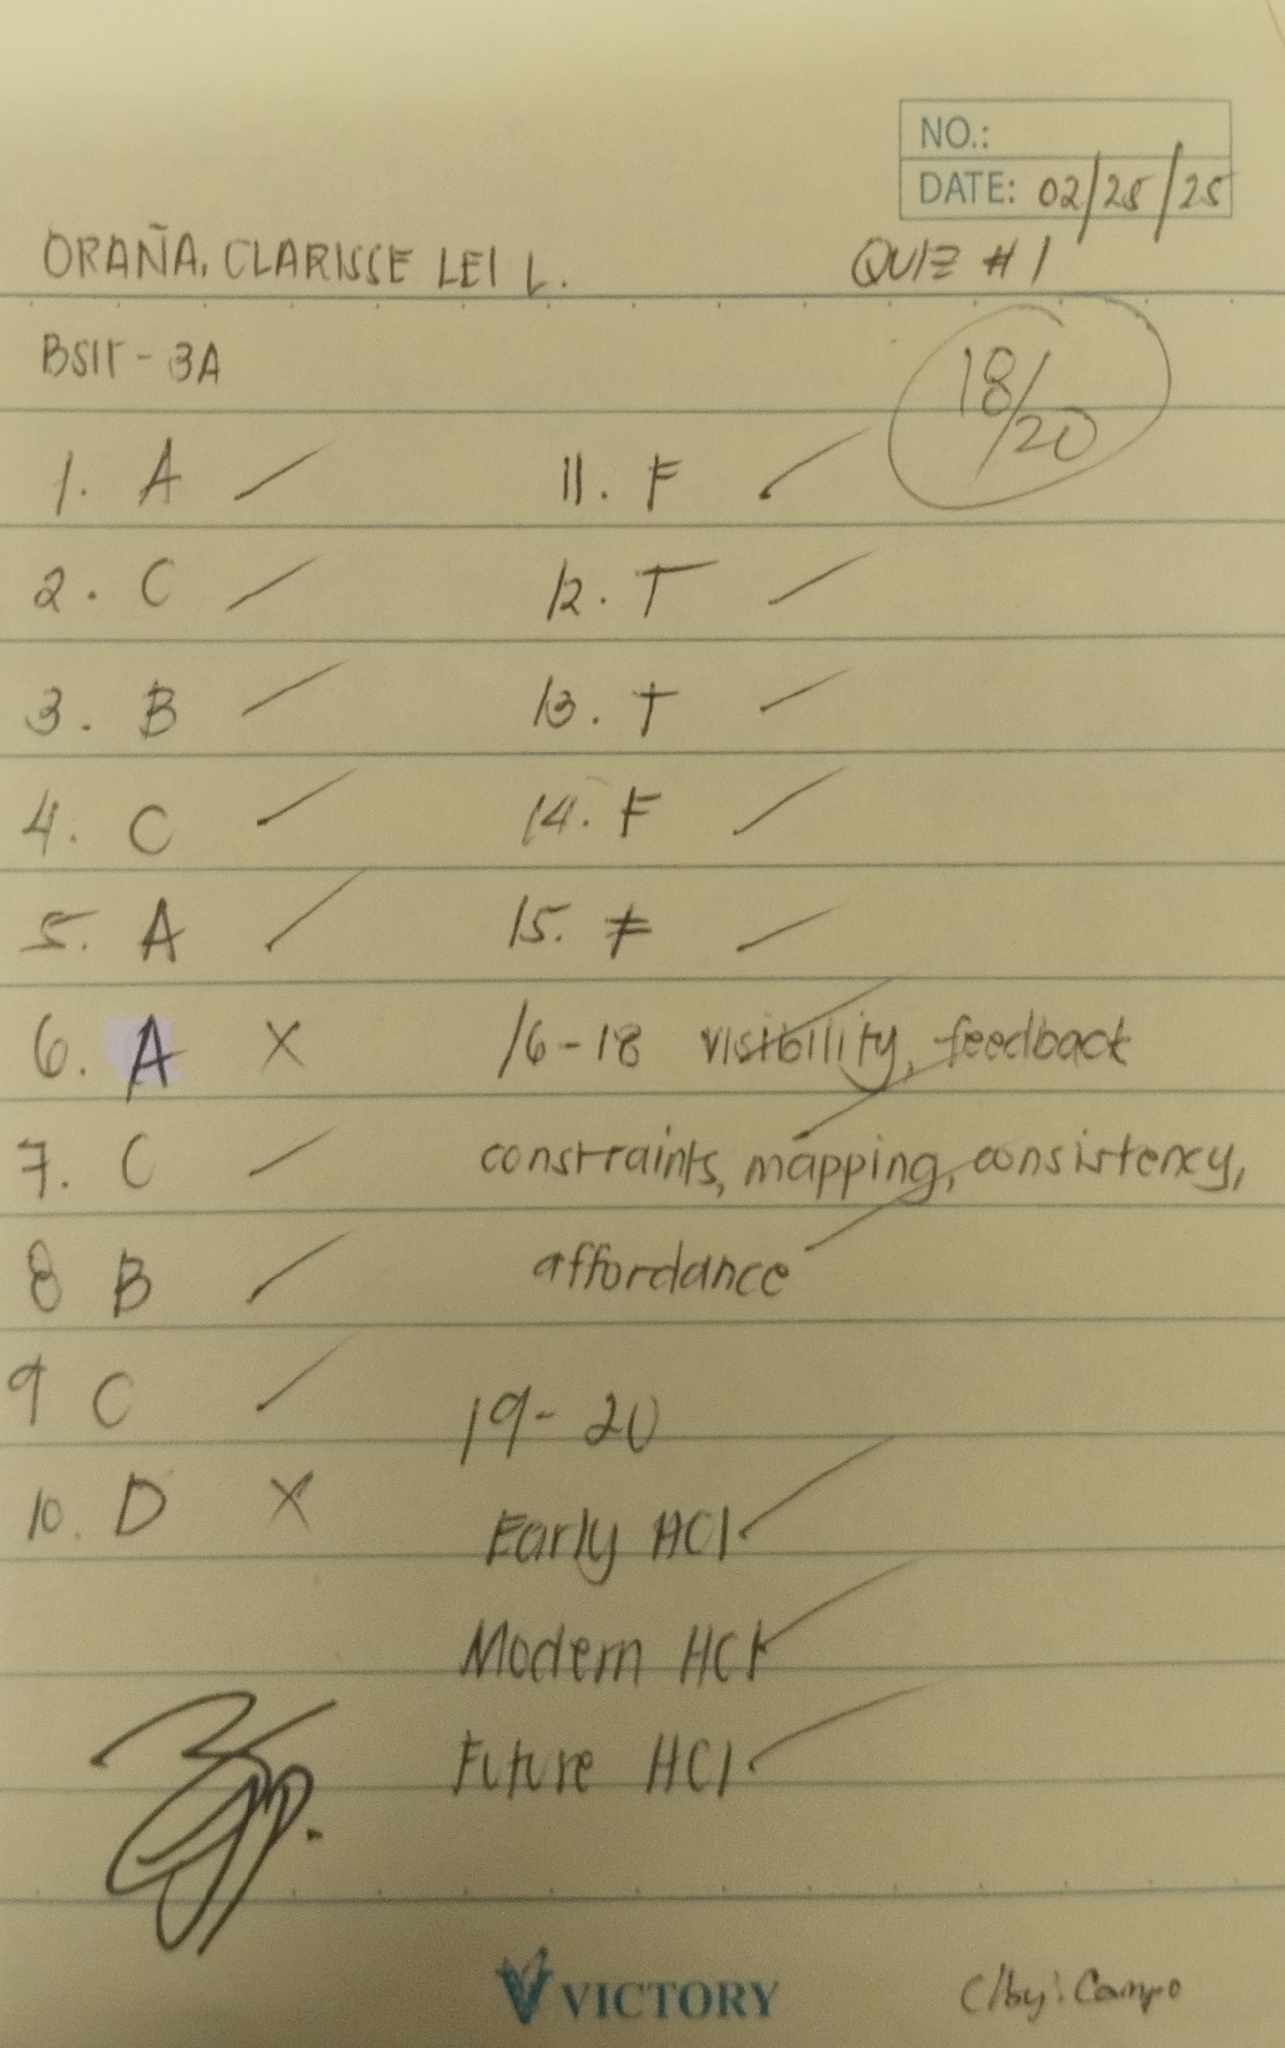 NO.:
DATE: 02/25/25
ORAÑA, CLARISSE LEI L.
QUIZ #1
BSIT - 3A
18/20
1. A
2. C
3. B
4. C
5. A
6. A X
7. C
8 B
9 C
10. D X
11. F
12. T
13. T
14. F
15. F
16-18 visibility, feedback
constraints, mapping, consistency,
affordance
19-20
Early HCI
Modern HCI
Future HCI
VICTORY
C/by: Campo